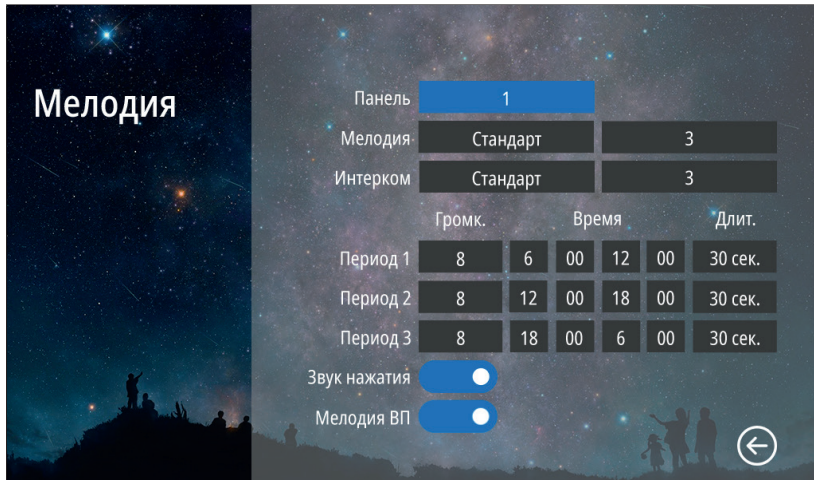 Мелодия
Панель 1
Мелодия Стандарт 3
Интерком Стандарт 3
Громк. Время Длит.
Период 1 8 6 00 12 00 30 сек.
Период 2 8 12 00 18 00 30 сек.
Период 3 8 18 00 6 00 30 сек.
Звук нажатия
Мелодия ВП